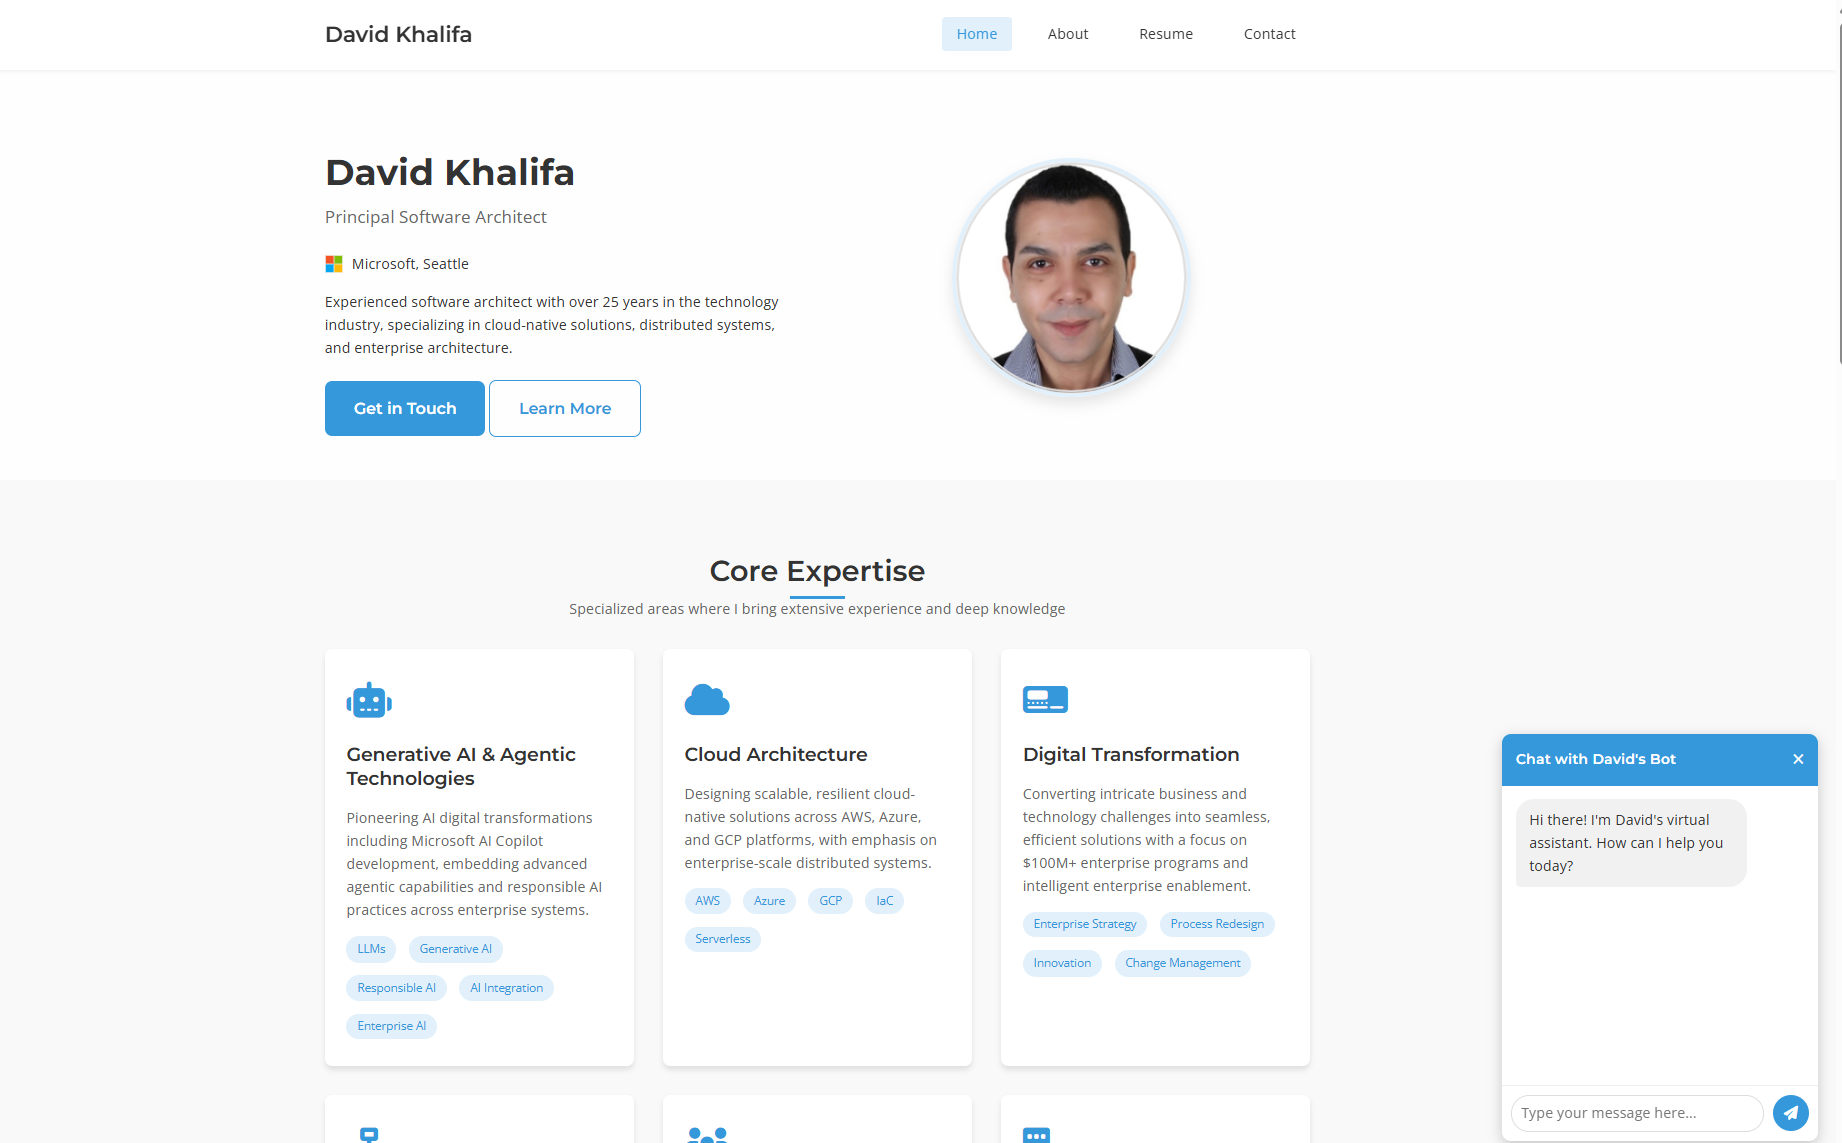 David Khalifa
Home
About
Resume
Contact
David Khalifa
Principal Software Architect
Microsoft, Seattle
Experienced software architect with over 25 years in the technology
industry, specializing in cloud-native solutions, distributed systems,
and enterprise architecture.
Get in Touch
Learn More
Core Expertise
Specialized areas where I bring extensive experience and deep knowledge
Generative AI & Agentic
Technologies
Pioneering AI digital transformations
including Microsoft AI Copilot
development, embedding advanced
agentic capabilities and responsible AI
practices across enterprise systems.
LLMs
Generative AI
Responsible AI
AI Integration
Enterprise AI
Cloud Architecture
Designing scalable, resilient cloud-
native solutions across AWS, Azure,
and GCP platforms, with emphasis on
enterprise-scale distributed systems.
AWS
Azure
GCP
IaC
Serverless
Digital Transformation
Converting intricate business and
technology challenges into seamless,
efficient solutions with a focus on
$100M+ enterprise programs and
intelligent enterprise enablement.
Enterprise Strategy
Process Redesign
Innovation
Change Management
Chat with David's Bot
Hi there! I'm David's virtual
assistant. How can I help you
today?
Type your message here...